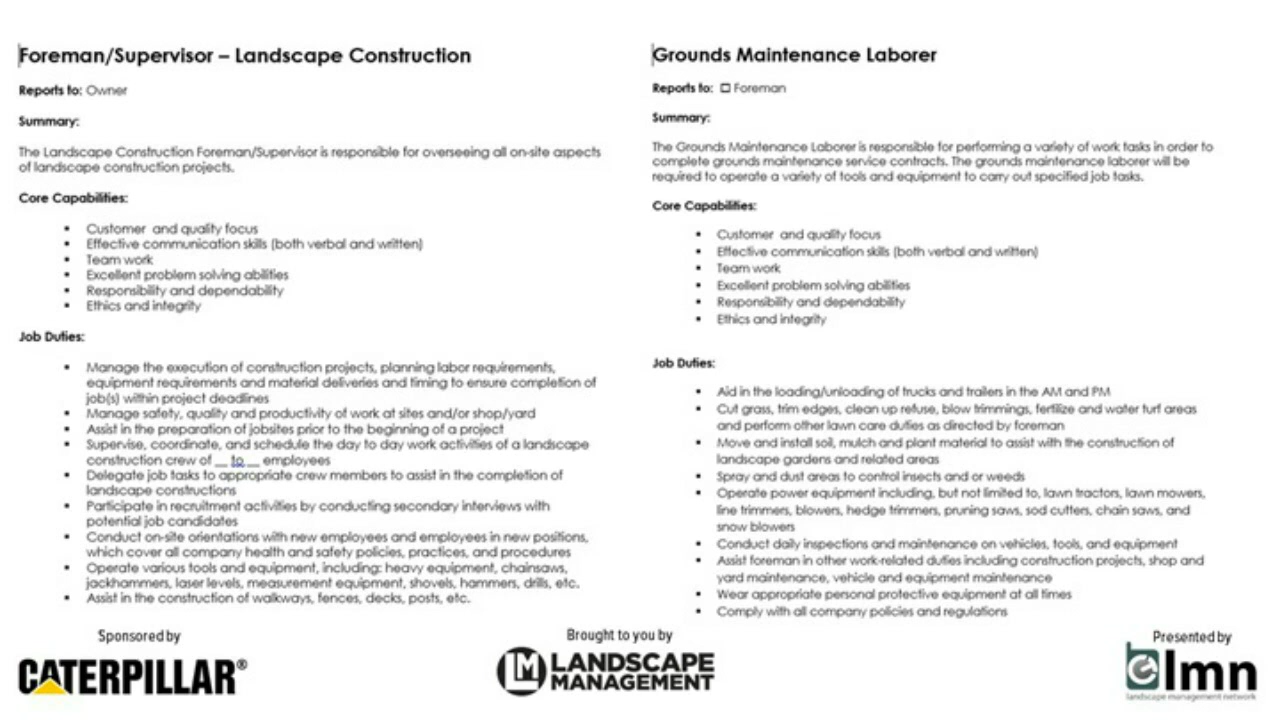 Foreman/Supervisor – Landscape Construction
Reports to: Owner
Summary:
The Landscape Construction Foreman/Supervisor is responsible for overseeing all on-site aspects
of landscape construction projects.
Core Capabilities:
▪ Customer and quality focus
▪ Effective communication skills (both verbal and written)
▪ Team work
▪ Excellent problem solving abilities
▪ Responsibility and dependability
▪ Ethics and integrity
Job Duties:
▪ Manage the execution of construction projects, planning labor requirements,
equipment requirements and material deliveries and timing to ensure completion of
job(s) within project deadlines
▪ Manage safety, quality and productivity of work at sites and/or shop/yard
▪ Assist in the preparation of jobsites prior to the beginning of a project
▪ Supervise, coordinate, and schedule the day to day work activities of a landscape
construction crew of __ to __ employees
▪ Delegate job tasks to appropriate crew members to assist in the completion of
landscape constructions
▪ Participate in recruitment activities by conducting secondary interviews with
potential job candidates
▪ Conduct on-site orientations with new employees and employees in new positions,
which cover all company health and safety policies, practices, and procedures
▪ Operate various tools and equipment, including: heavy equipment, chainsaws,
jackhammers, laser levels, measurement equipment, shovels, hammers, drills, etc.
▪ Assist in the construction of walkways, fences, decks, posts, etc.
Grounds Maintenance Laborer
Reports to: ☐ Foreman
Summary:
The Grounds Maintenance Laborer is responsible for performing a variety of work tasks in order to
complete grounds maintenance service contracts. The grounds maintenance laborer will be
required to operate a variety of tools and equipment to carry out specified job tasks.
Core Capabilities:
▪ Customer and quality focus
▪ Effective communication skills (both verbal and written)
▪ Team work
▪ Excellent problem solving abilities
▪ Responsibility and dependability
▪ Ethics and integrity
Job Duties:
▪ Aid in the loading/unloading of trucks and trailers in the AM and PM
▪ Cut grass, trim edges, clean up refuse, blow trimmings, fertilize and water turf areas
and perform other lawn care duties as directed by foreman
▪ Move and install soil, mulch and plant material to assist with the construction of
landscape gardens and related areas
▪ Spray and dust areas to control insects and or weeds
▪ Operate power equipment including, but not limited to, lawn tractors, lawn mowers,
line trimmers, blowers, hedge trimmers, pruning saws, sod cutters, chain saws, and
snow blowers
▪ Conduct daily inspections and maintenance on vehicles, tools, and equipment
▪ Assist foreman in other work-related duties including construction projects, shop and
yard maintenance, vehicle and equipment maintenance
▪ Wear appropriate personal protective equipment at all times
▪ Comply with all company policies and regulations
Sponsored by
CATERPILLAR®
Brought to you by
LM LANDSCAPE
MANAGEMENT
Presented by
lmn
landscape management network